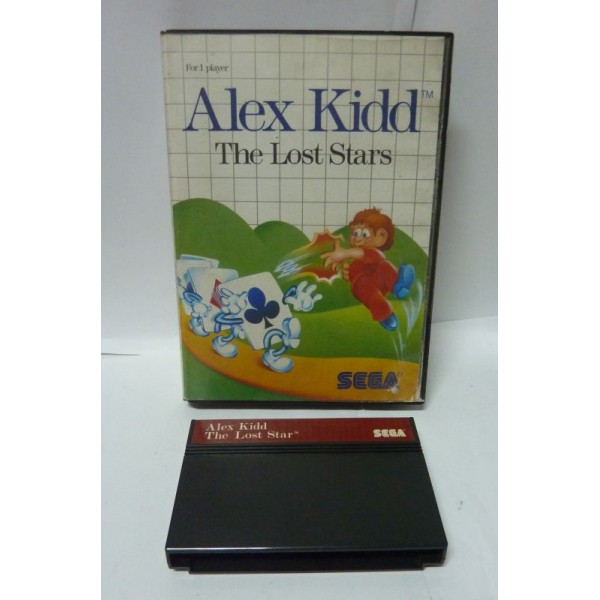 For 1 player
Alex Kidd™
The Lost Stars
SEGA
Alex Kidd
The Lost Star™
SEGA